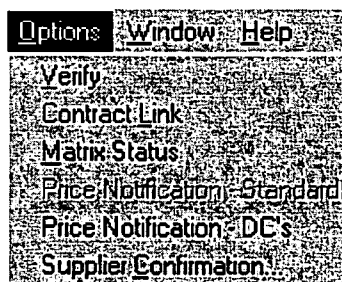 Options Window Help
Verify
Contract Link
Matrix Status
Price Notification - Standard
Price Notification - DC's
Supplier Confirmation...